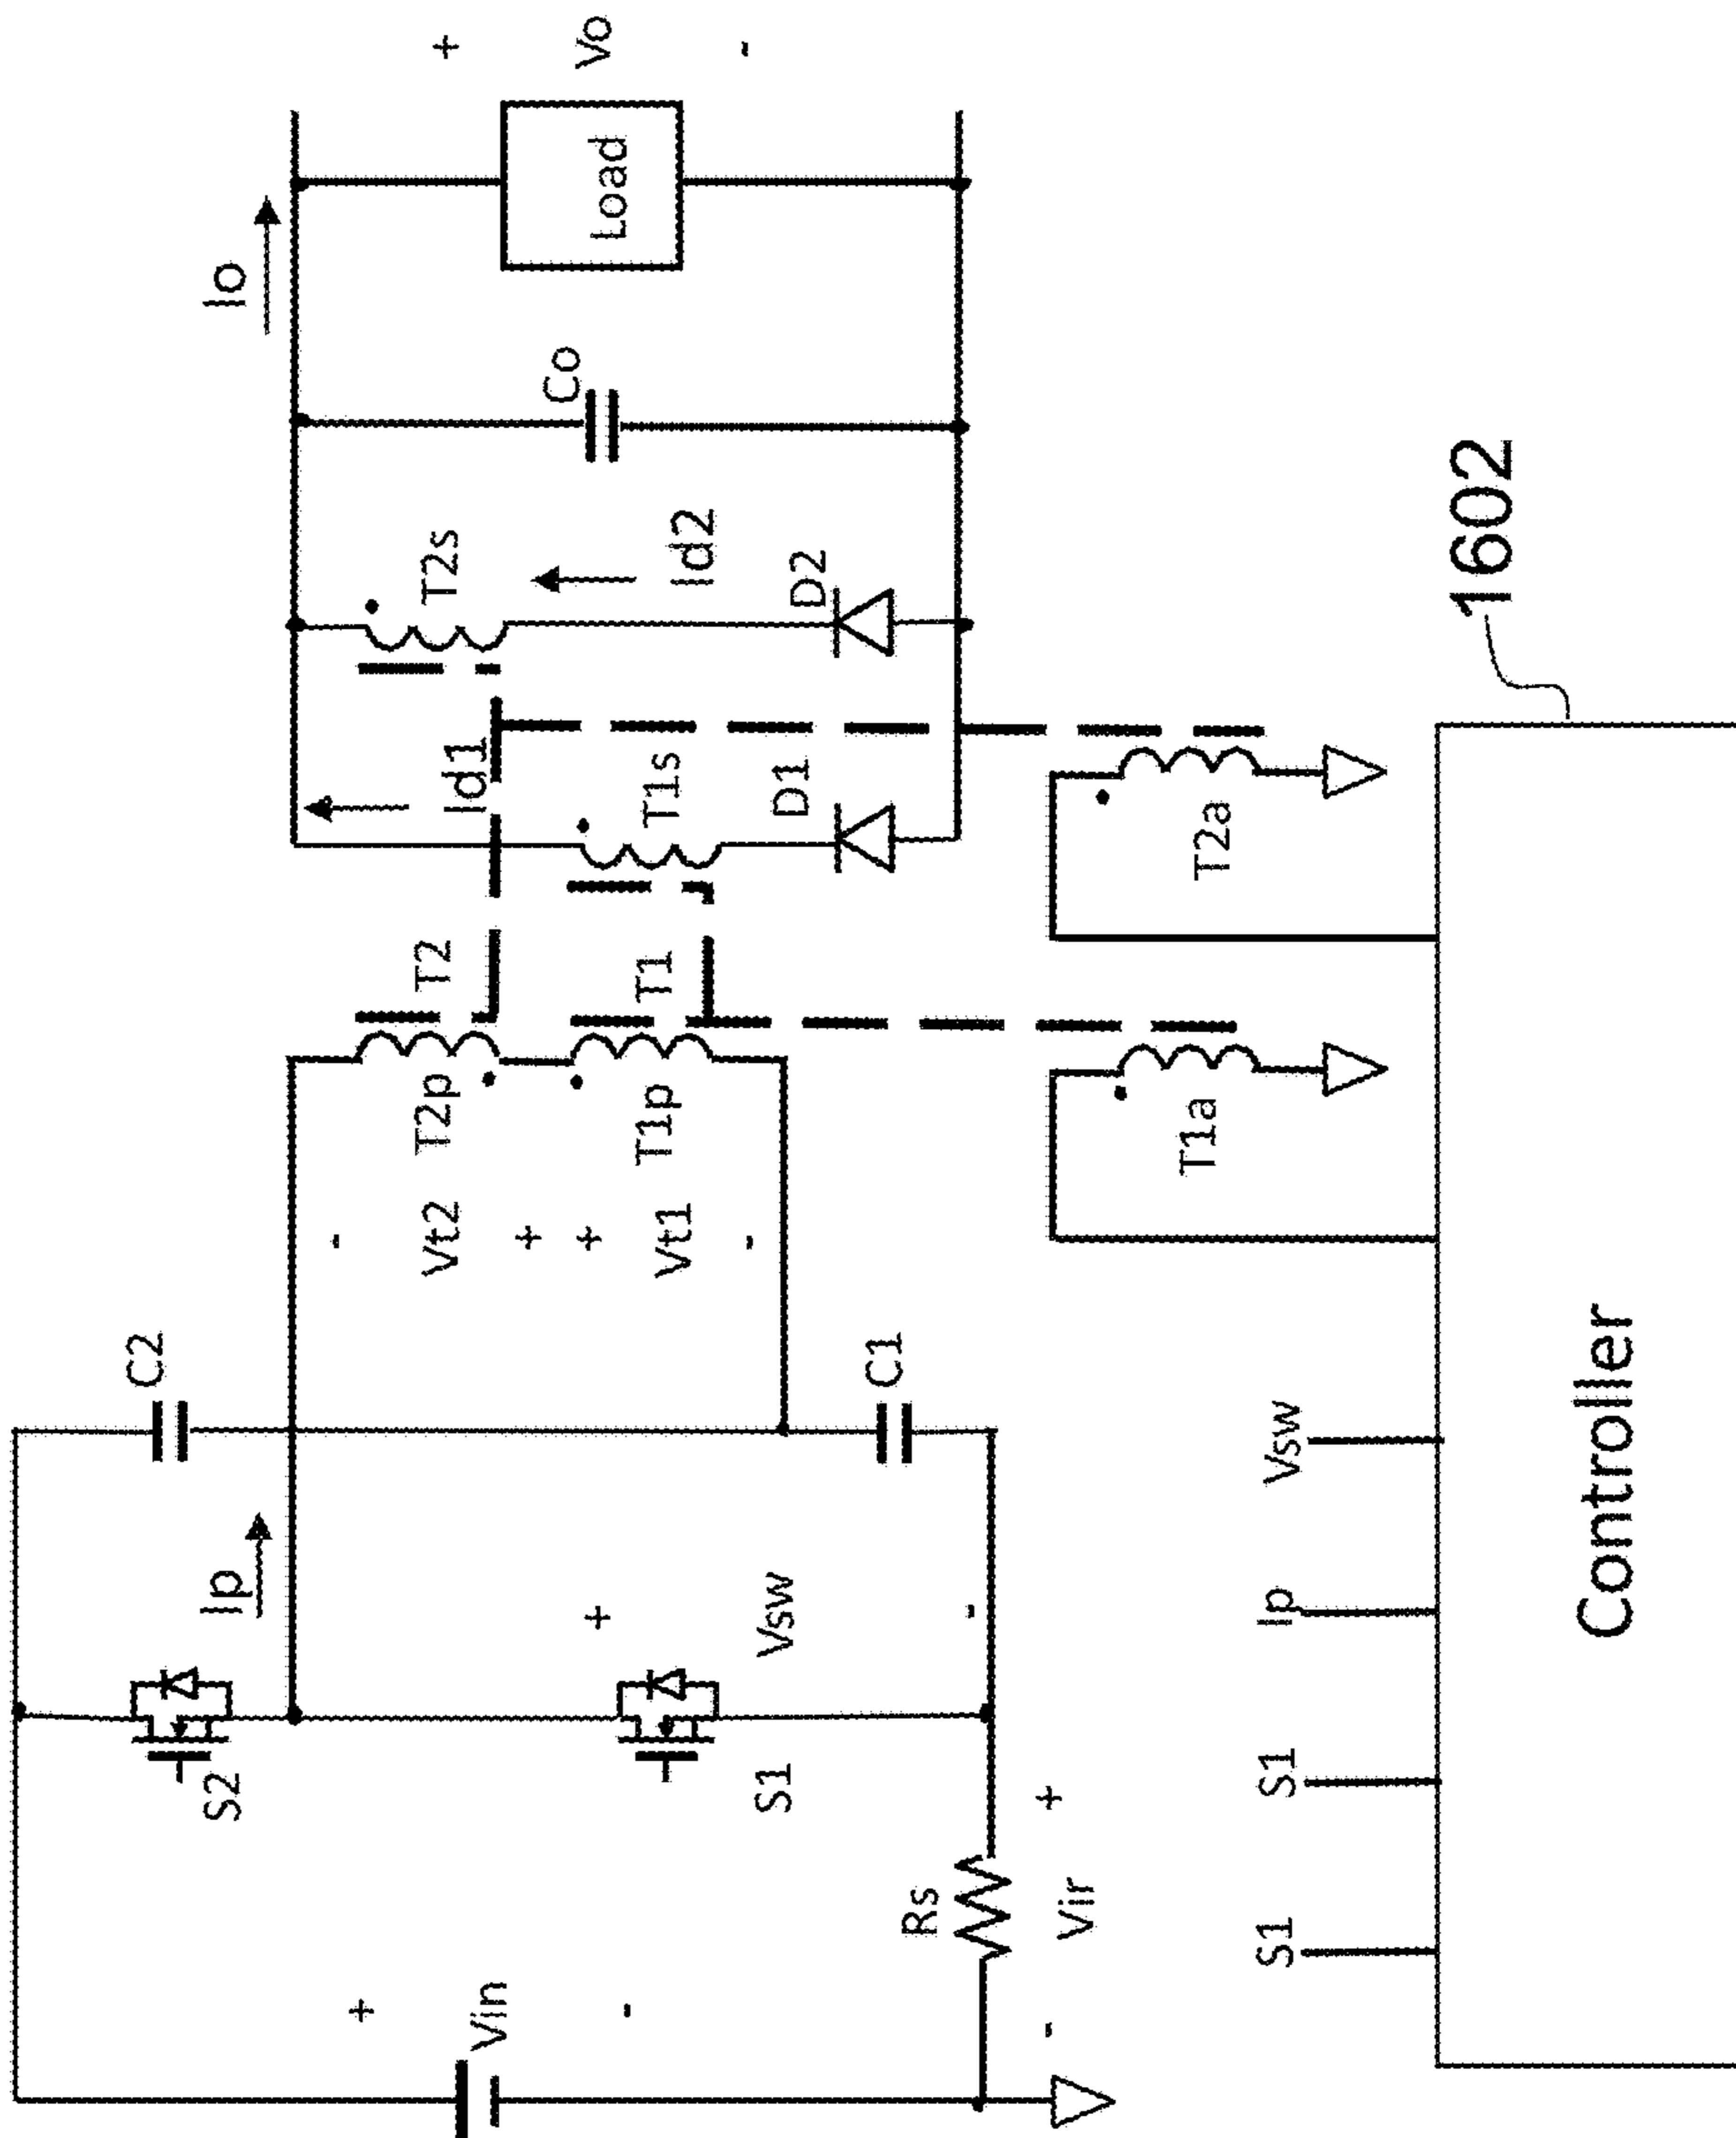 C2
Ip
Io
S2
+
Vin
-
+
Vsw
-
S1
C1
-
Vt2
+
+
Vt1
-
T2p
T2
T1p
T1
Id1
T1s
D1
T2s
Id2
D2
Co
Load
+
Vo
-
Rs
-
Vir
+
T1a
T2a
S1
S1
Ip
Vsw
1602
Controller